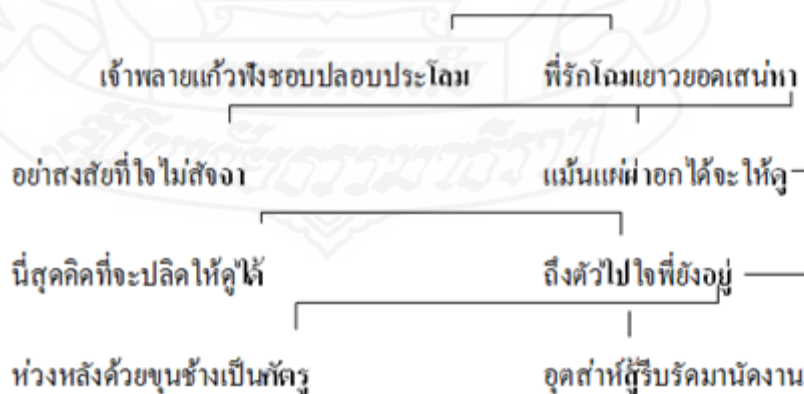 เจ้าพลายแก้วฟังชอบปลอบประโลม พี่รักโฉมเยาวยอดเสน่หา
อย่าสงสัยที่ใจไม่สัจจา แม้นแผ่ผ่าอกได้จะให้ดู
นี่สุดคิดที่จะปลิดให้ดูได้ ถึงตัวไปใจพี่ยังอยู่
ห่วงหลังด้วยขุนช้างเป็นศัตรู อุตส่าห์สู้รีบรัดมานัดงาน